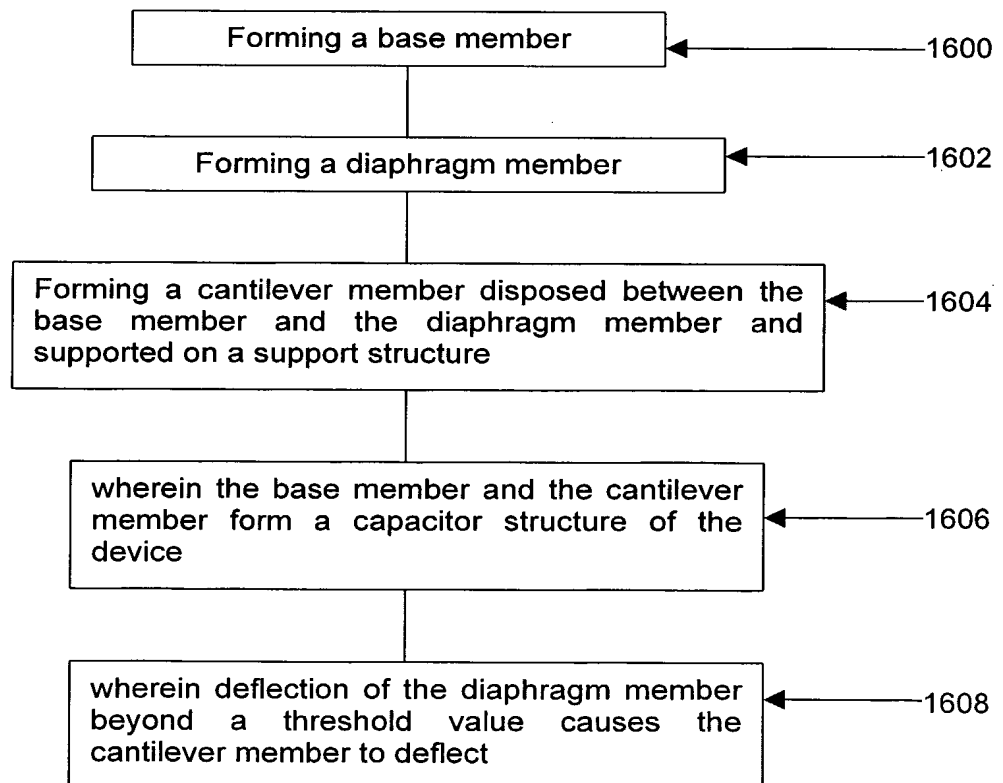 Forming a base member
1600
Forming a diaphragm member
1602
Forming a cantilever member disposed between the
base member and the diaphragm member and
supported on a support structure
1604
wherein the base member and the cantilever
member form a capacitor structure of the
device
1606
wherein deflection of the diaphragm member
beyond a threshold value causes the
cantilever member to deflect
1608